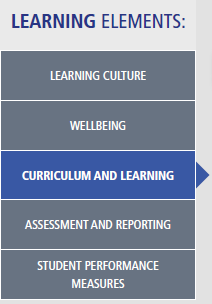 LEARNING ELEMENTS:
LEARNING CULTURE
WELLBEING
CURRICULUM AND LEARNING
ASSESSMENT AND REPORTING
STUDENT PERFORMANCE
MEASURES